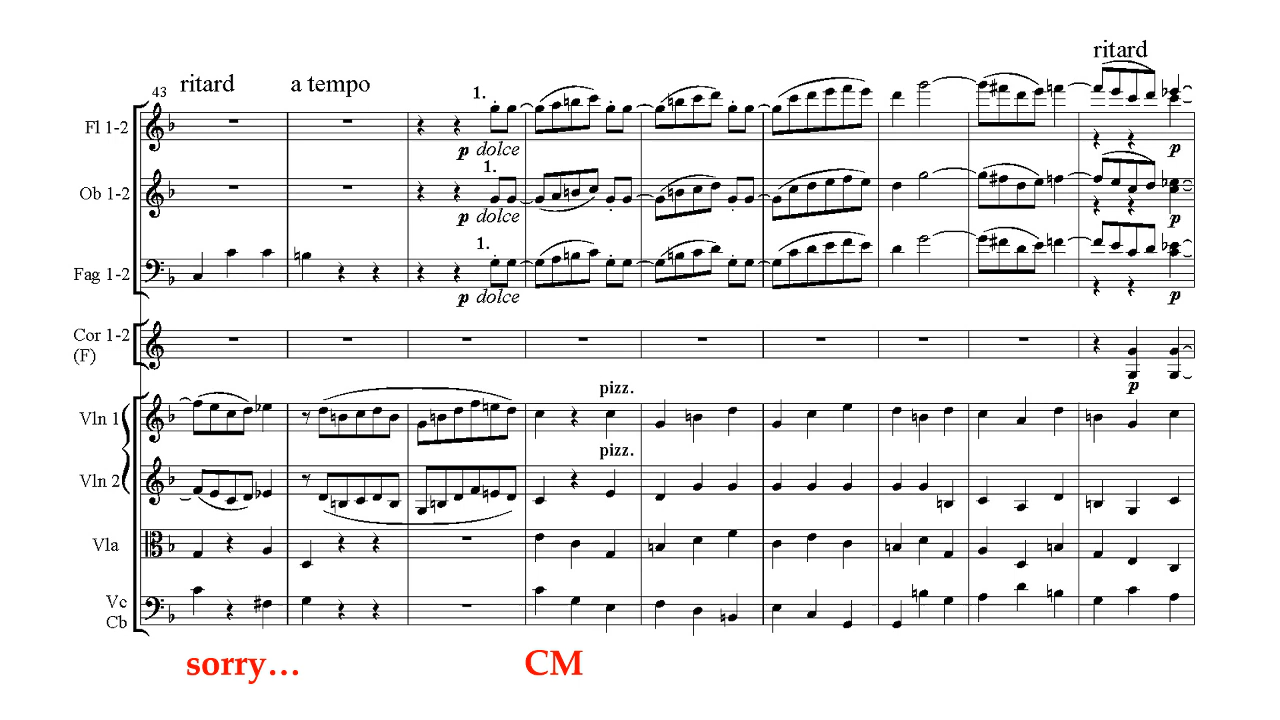 ritard
43 ritard a tempo
1.
Fl 1-2
p dolce p
1.
Ob 1-2
p dolce p
1.
Fag 1-2
p dolce p
Cor 1-2
(F)
p
pizz.
Vln 1
pizz.
Vln 2
Vla
Vc
Cb
sorry… CM